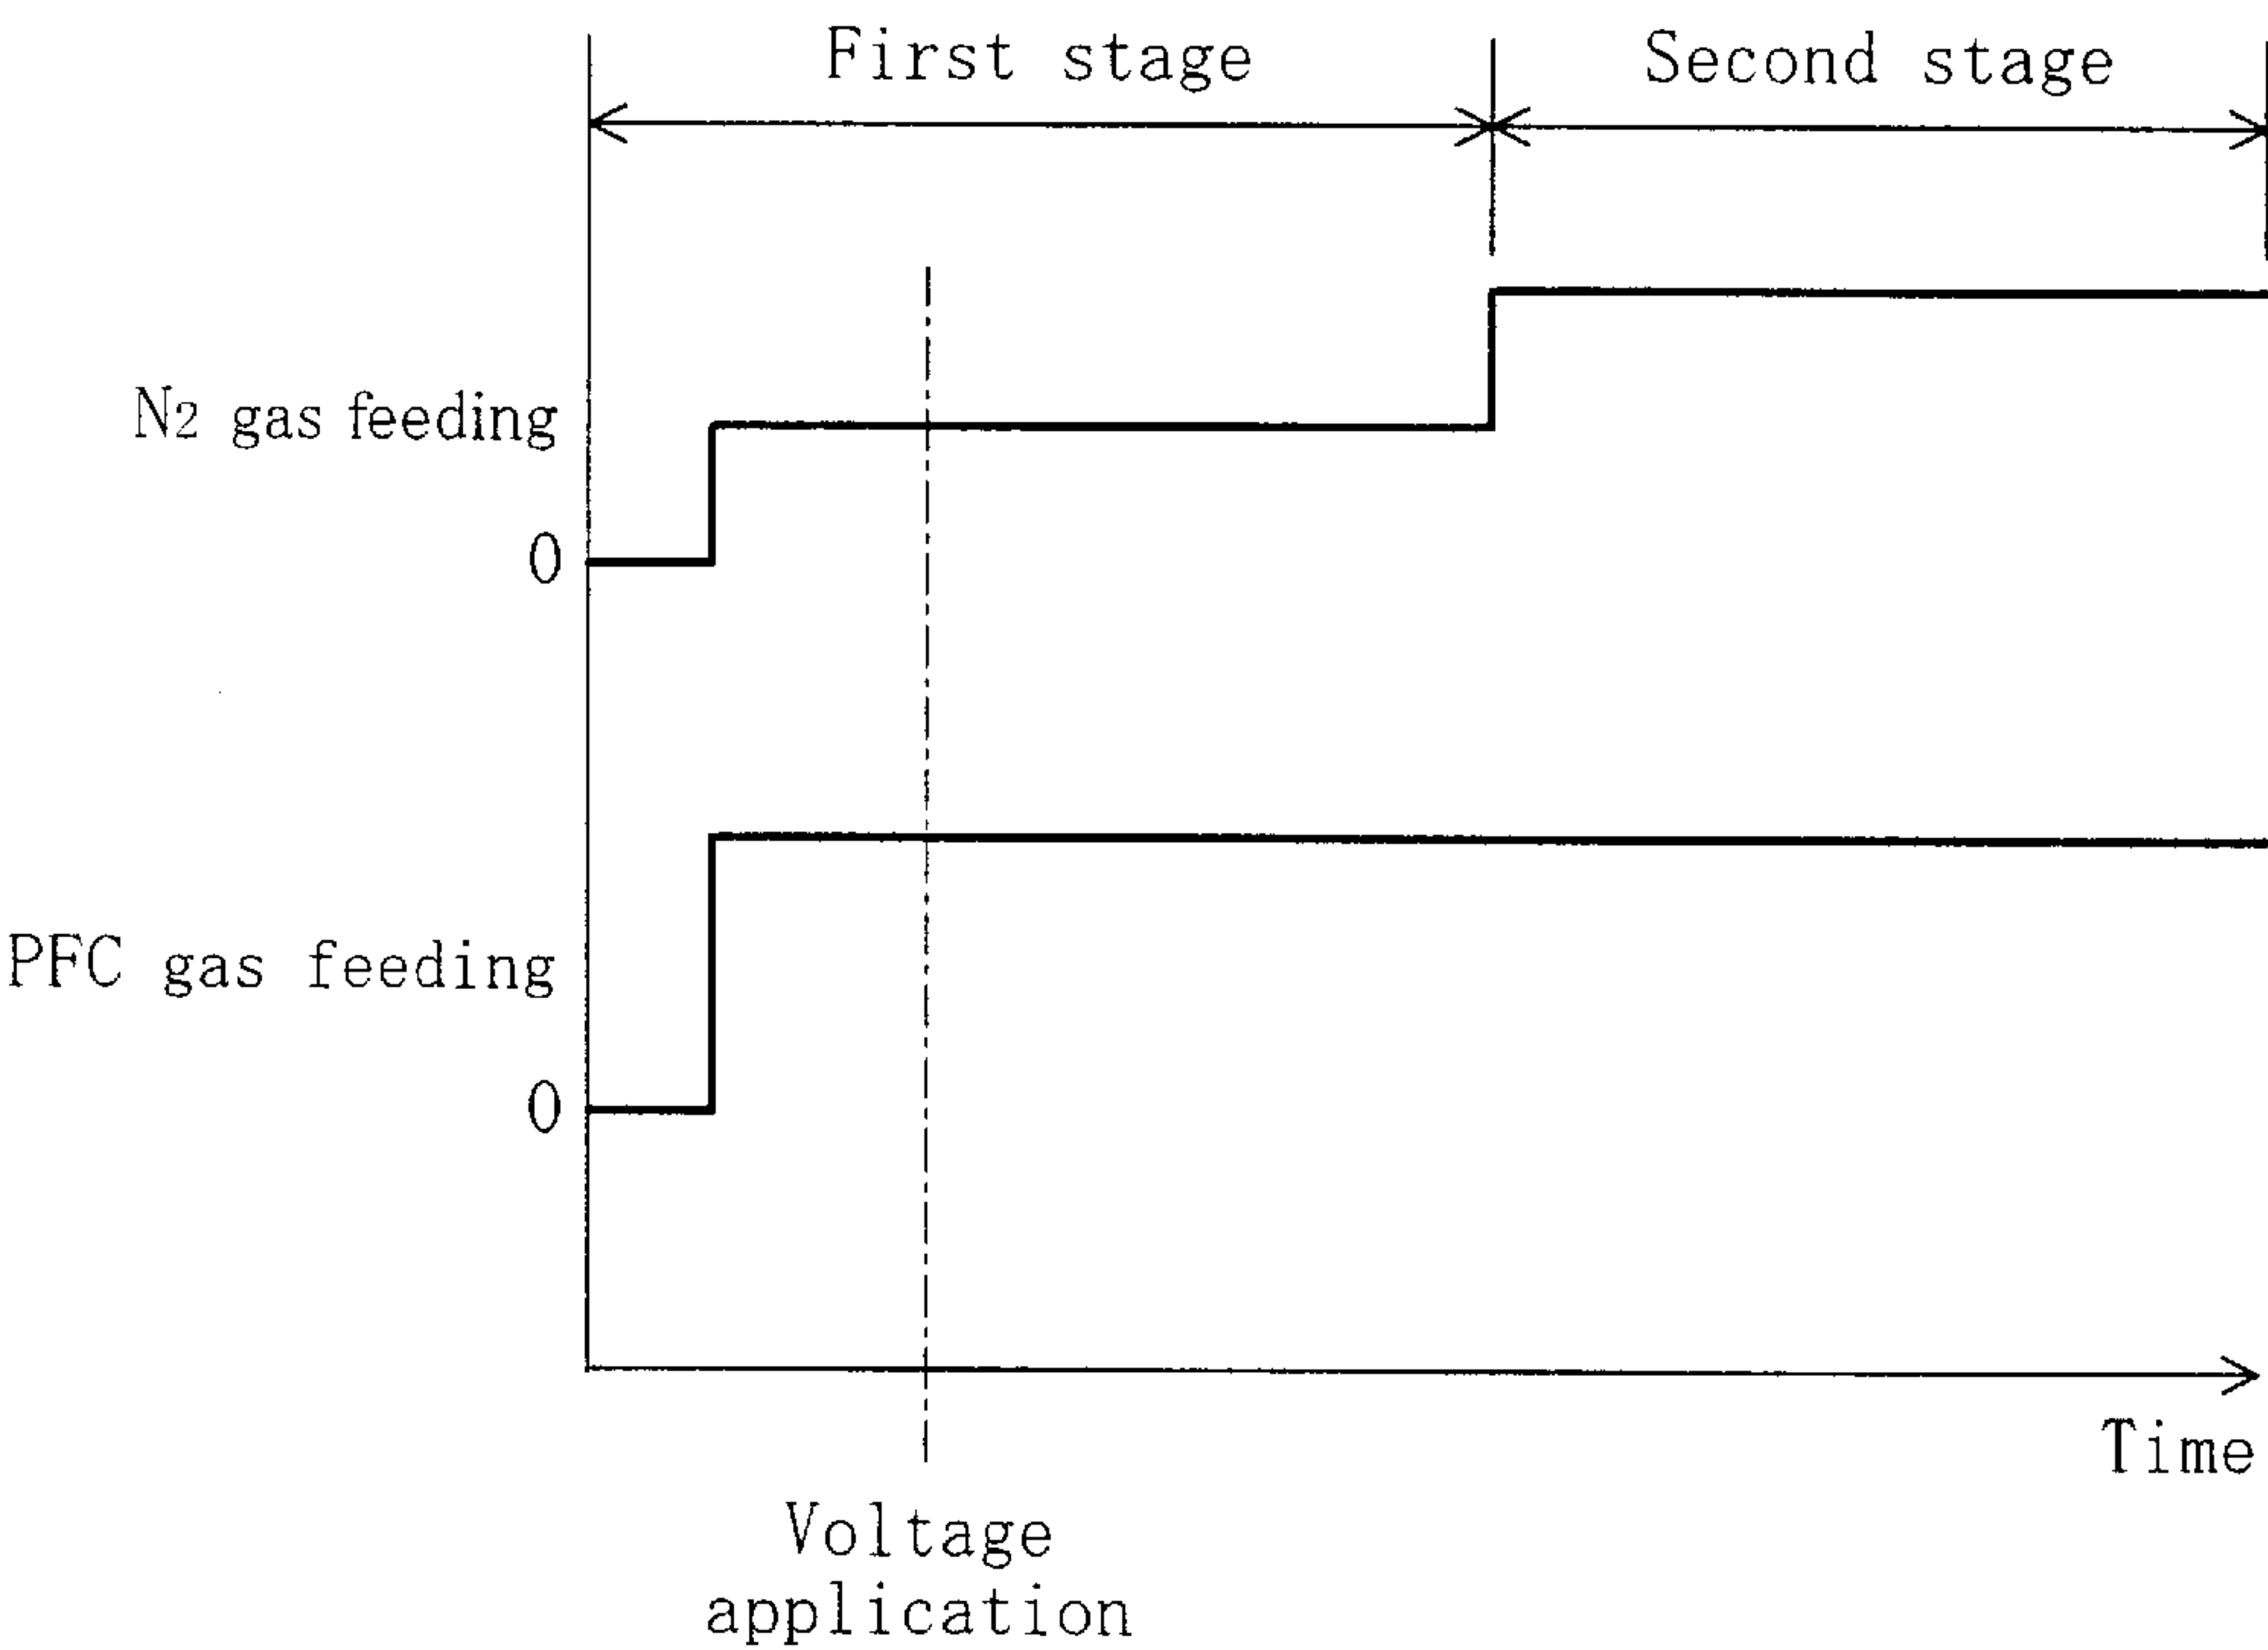 First stage
Second stage
N2 gas feeding
0
PFC gas feeding
0
Time
Voltage
application